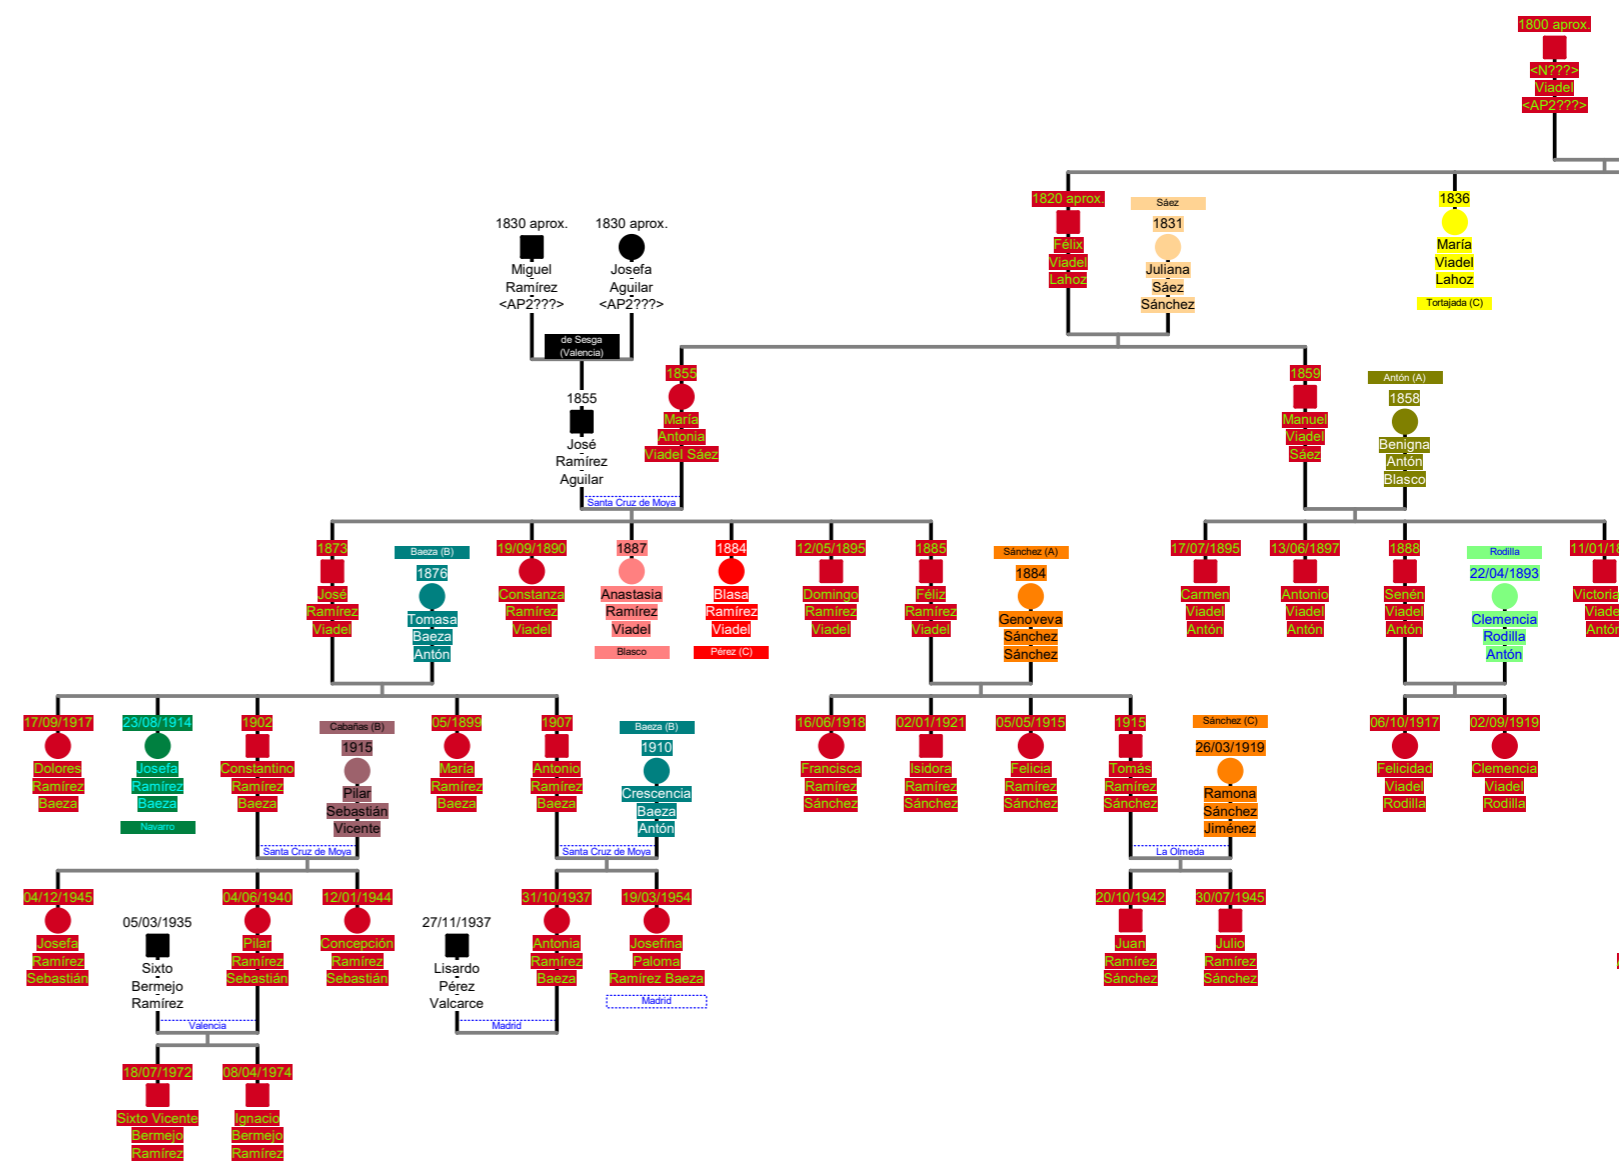 1800 aprox.
<N???>
Viadel
<AP2???>
1820 aprox.
Félix
Viadel
Lahoz
Sáez
1831
Juliana
Sáez
Sánchez
1836
María
Viadel
Lahoz
Tortajada (C)
1830 aprox.
Miguel
Ramírez
<AP2???>
1830 aprox.
Josefa
Aguilar
<AP2???>
de Sesga
(Valencia)
1855
José
Ramírez
Aguilar
1855
María
Antonia
Viadel Sáez
Santa Cruz de Moya
1859
Manuel
Viadel
Sáez
Antón (A)
1858
Benigna
Antón
Blasco
1873
José
Ramírez
Viadel
Baeza (B)
1876
Tomasa
Baeza
Antón
19/09/1890
Constanza
Ramírez
Viadel
1887
Anastasia
Ramírez
Viadel
Blasco
1884
Blasa
Ramírez
Viadel
Pérez (C)
12/05/1895
Domingo
Ramírez
Viadel
1885
Féliz
Ramírez
Viadel
Sánchez (A)
1884
Genoveva
Sánchez
Sánchez
17/07/1895
Carmen
Viadel
Antón
13/06/1897
Antonio
Viadel
Antón
1888
Senén
Viadel
Antón
Rodilla
22/04/1893
Clemencia
Rodilla
Antón
11/01/18
Victoria
Viade
Antón
17/09/1917
Dolores
Ramírez
Baeza
23/08/1914
Josefa
Ramírez
Baeza
Navarro
1902
Constantino
Ramírez
Baeza
Cabañas (B)
1915
Pilar
Sebastián
Vicente
Santa Cruz de Moya
05/1899
María
Ramírez
Baeza
1907
Antonio
Ramírez
Baeza
Baeza (B)
1910
Crescencia
Baeza
Antón
Santa Cruz de Moya
16/06/1918
Francisca
Ramírez
Sánchez
02/01/1921
Isidora
Ramírez
Sánchez
05/05/1915
Felicia
Ramírez
Sánchez
1915
Tomás
Ramírez
Sánchez
Sánchez (C)
26/03/1919
Ramona
Sánchez
Jiménez
La Olmeda
06/10/1917
Felicidad
Viadel
Rodilla
02/09/1919
Clemencia
Viadel
Rodilla
04/12/1945
Josefa
Ramírez
Sebastián
05/03/1935
Sixto
Bermejo
Ramírez
04/06/1940
Pilar
Ramírez
Sebastián
Valencia
12/01/1944
Concepción
Ramírez
Sebastián
27/11/1937
Lisardo
Pérez
Valcarce
31/10/1937
Antonia
Ramírez
Baeza
Madrid
19/03/1954
Josefina
Paloma
Ramírez Baeza
Madrid
20/10/1942
Juan
Ramírez
Sánchez
30/07/1945
Julio
Ramírez
Sánchez
18/07/1972
Sixto Vicente
Bermejo
Ramírez
08/04/1974
Ignacio
Bermejo
Ramírez